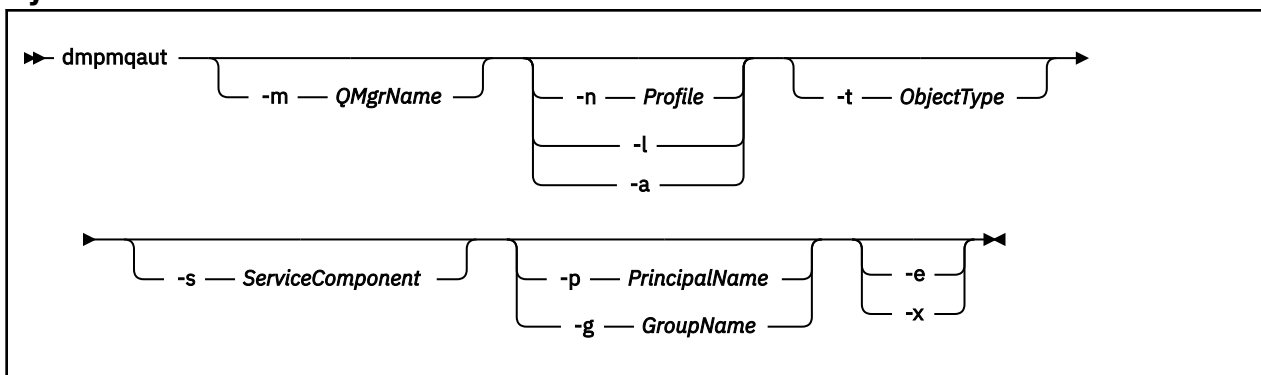 dmpmqaut
-m QMgrName
-n Profile
-t ObjectType
-l
-a
-s ServiceComponent
-p PrincipalName
-e
-g GroupName
-x